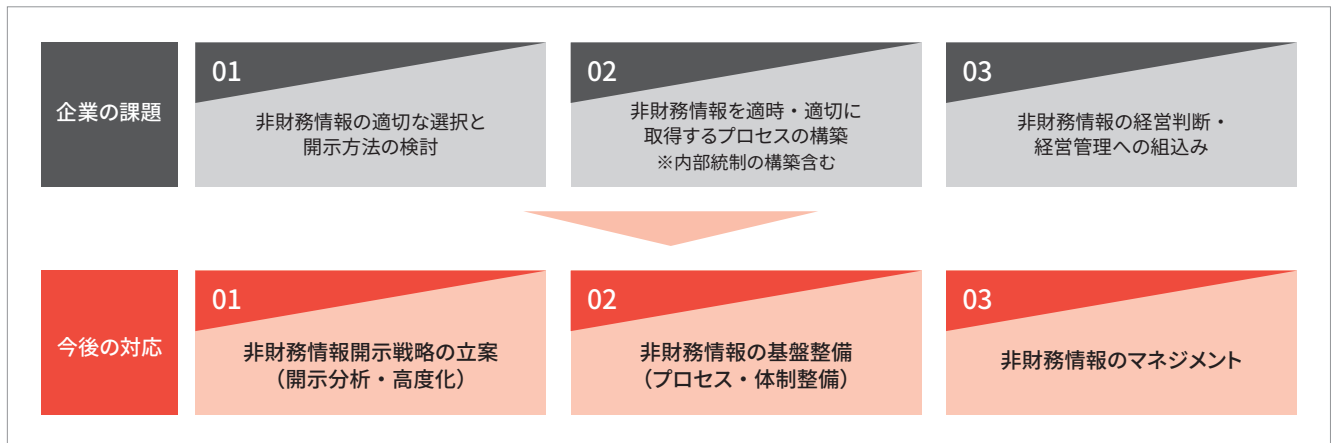 企業の課題
01
非財務情報の適切な選択と
開示方法の検討
02
非財務情報を適時・適切に
取得するプロセスの構築
※内部統制の構築含む
03
非財務情報の経営判断・
経営管理への組込み
今後の対応
01
非財務情報開示戦略の立案
（開示分析・高度化）
02
非財務情報の基盤整備
（プロセス・体制整備）
03
非財務情報のマネジメント